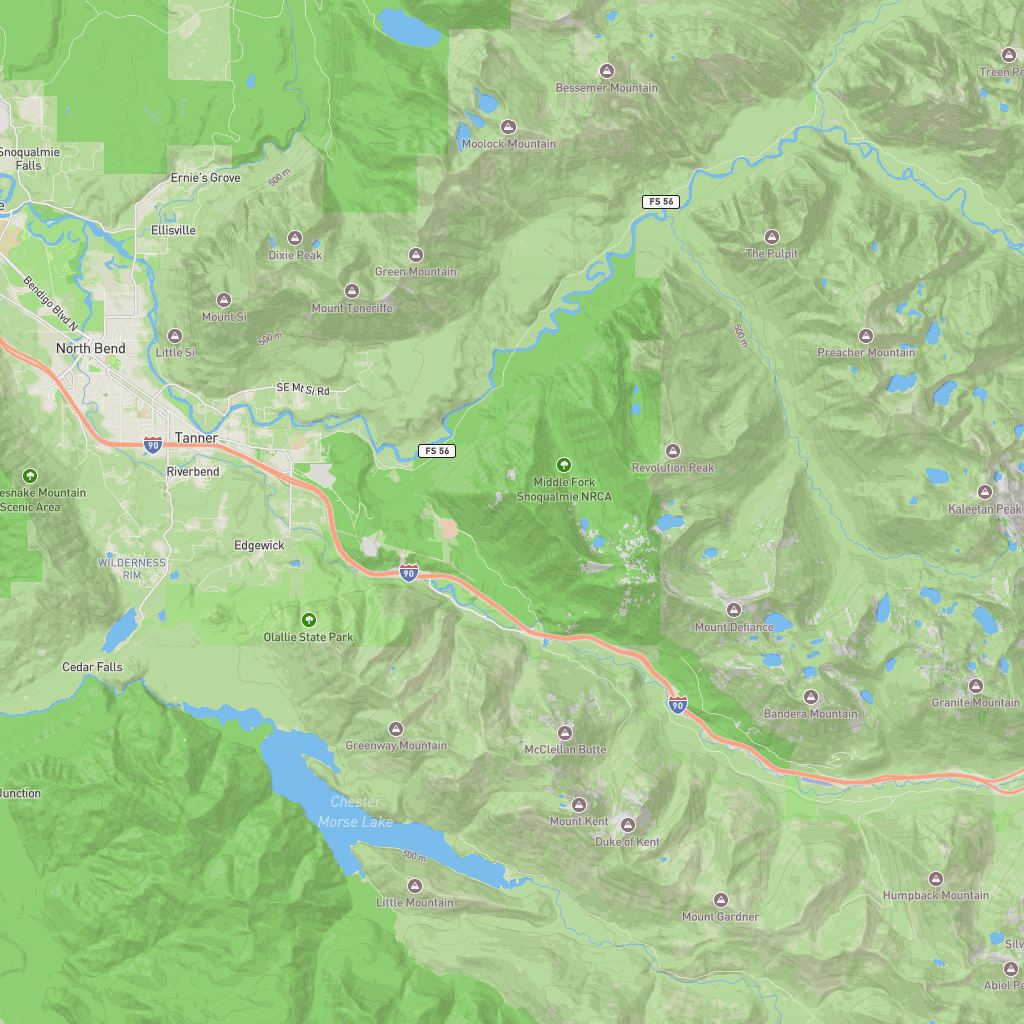 Treen Pe
Bessemer Mountain
Moolock Mountain
Snoqualmie
Falls
Ernie's Grove
500 m
FS 56
e
Ellisville
Dixie Peak
Green Mountain
The Pulpit
Bendigo Blvd N
Mount Si
Mount Teneriffe
500 m
500 m
North Bend
Little Si
Preacher Mountain
SE Mt Si Rd
Tanner
90
FS 56
Riverbend
Revolution Peak
Middle Fork
Snoqualmie NRCA
esnake Mountain
Scenic Area
Kaleetan Peak
Edgewick
WILDERNESS
RIM
90
Olallie State Park
Mount Defiance
Cedar Falls
90
Granite Mountain
Bandera Mountain
Greenway Mountain
McClellan Butte
Junction
Chester
Morse Lake
Mount Kent
Duke of Kent
500 m
Little Mountain
Humpback Mountain
Mount Gardner
Silv
Abiel Pe